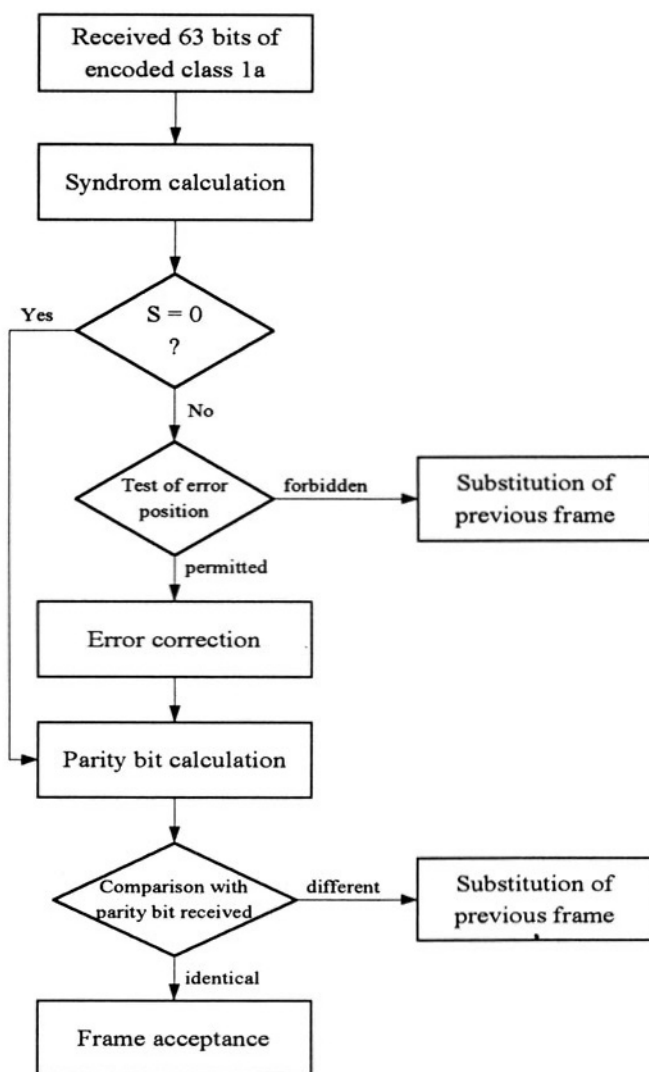 Received 63 bits of
encoded class 1a
Syndrom calculation
Yes
S = 0
?
No
Test of error
position
forbidden
Substitution of
previous frame
permitted
Error correction
Parity bit calculation
Comparison with
parity bit received
different
Substitution of
previous frame
identical
Frame acceptance